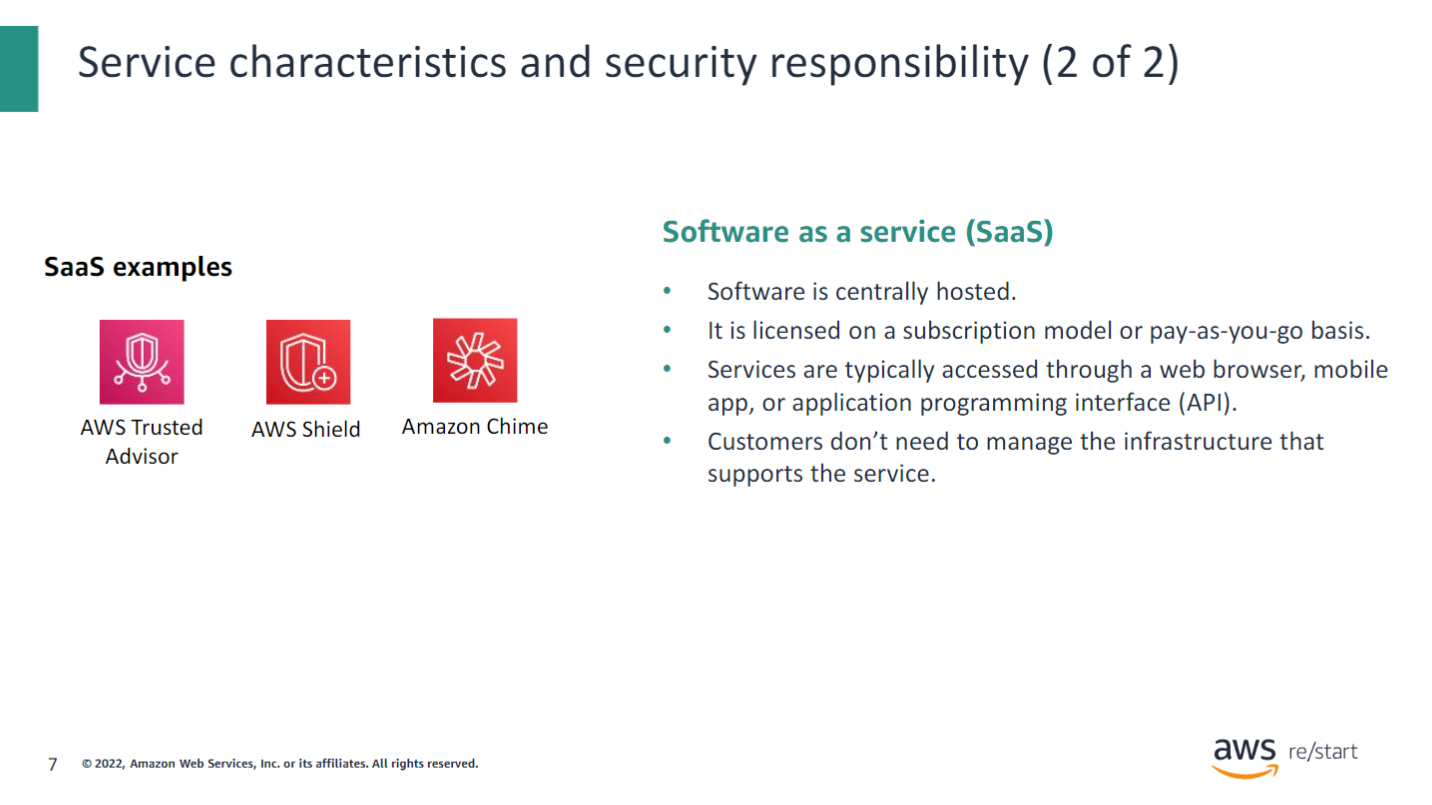 Service characteristics and security responsibility (2 of 2)
SaaS examples
AWS Trusted
Advisor
AWS Shield
Amazon Chime
Software as a service (SaaS)
• Software is centrally hosted.
• It is licensed on a subscription model or pay-as-you-go basis.
• Services are typically accessed through a web browser, mobile
app, or application programming interface (API).
• Customers don’t need to manage the infrastructure that
supports the service.
7 © 2022, Amazon Web Services, Inc. or its affiliates. All rights reserved.
aws re/start